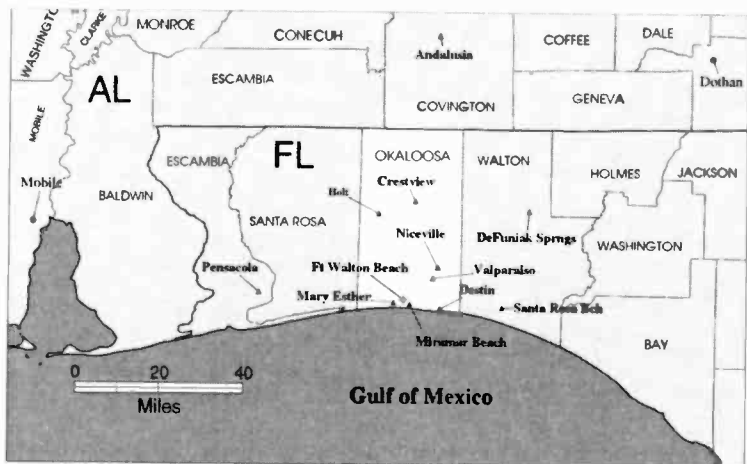 WASHINGTON
CLARKE
MONROE
CONECUH
Andalusia
COFFEE
DALE
Dothan
AL
ESCAMBIA
COVINGTON
GENEVA
MOBILE
Mobile
BALDWIN
ESCAMBIA
FL
OKALOOSA
WALTON
HOLMES
JACKSON
Crestview
Holt
SANTA ROSA
Niceville
DeFuniak Sprngs
WASHINGTON
Pensacola
Ft Walton Beach
Valparaiso
Mary Esther
Destin
Santa Rosa Bch
Miramar Beach
BAY
0 20 40
Miles
Gulf of Mexico